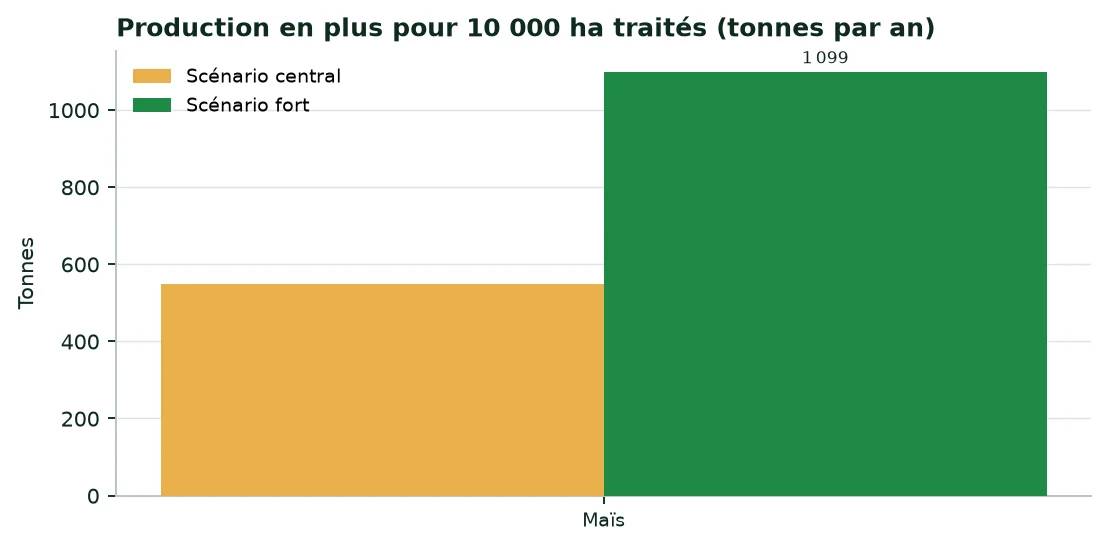 Production en plus pour 10 000 ha traités (tonnes par an)
1 099
Scénario central
Scénario fort
1000
800
600
400
200
0
Tonnes
Maïs